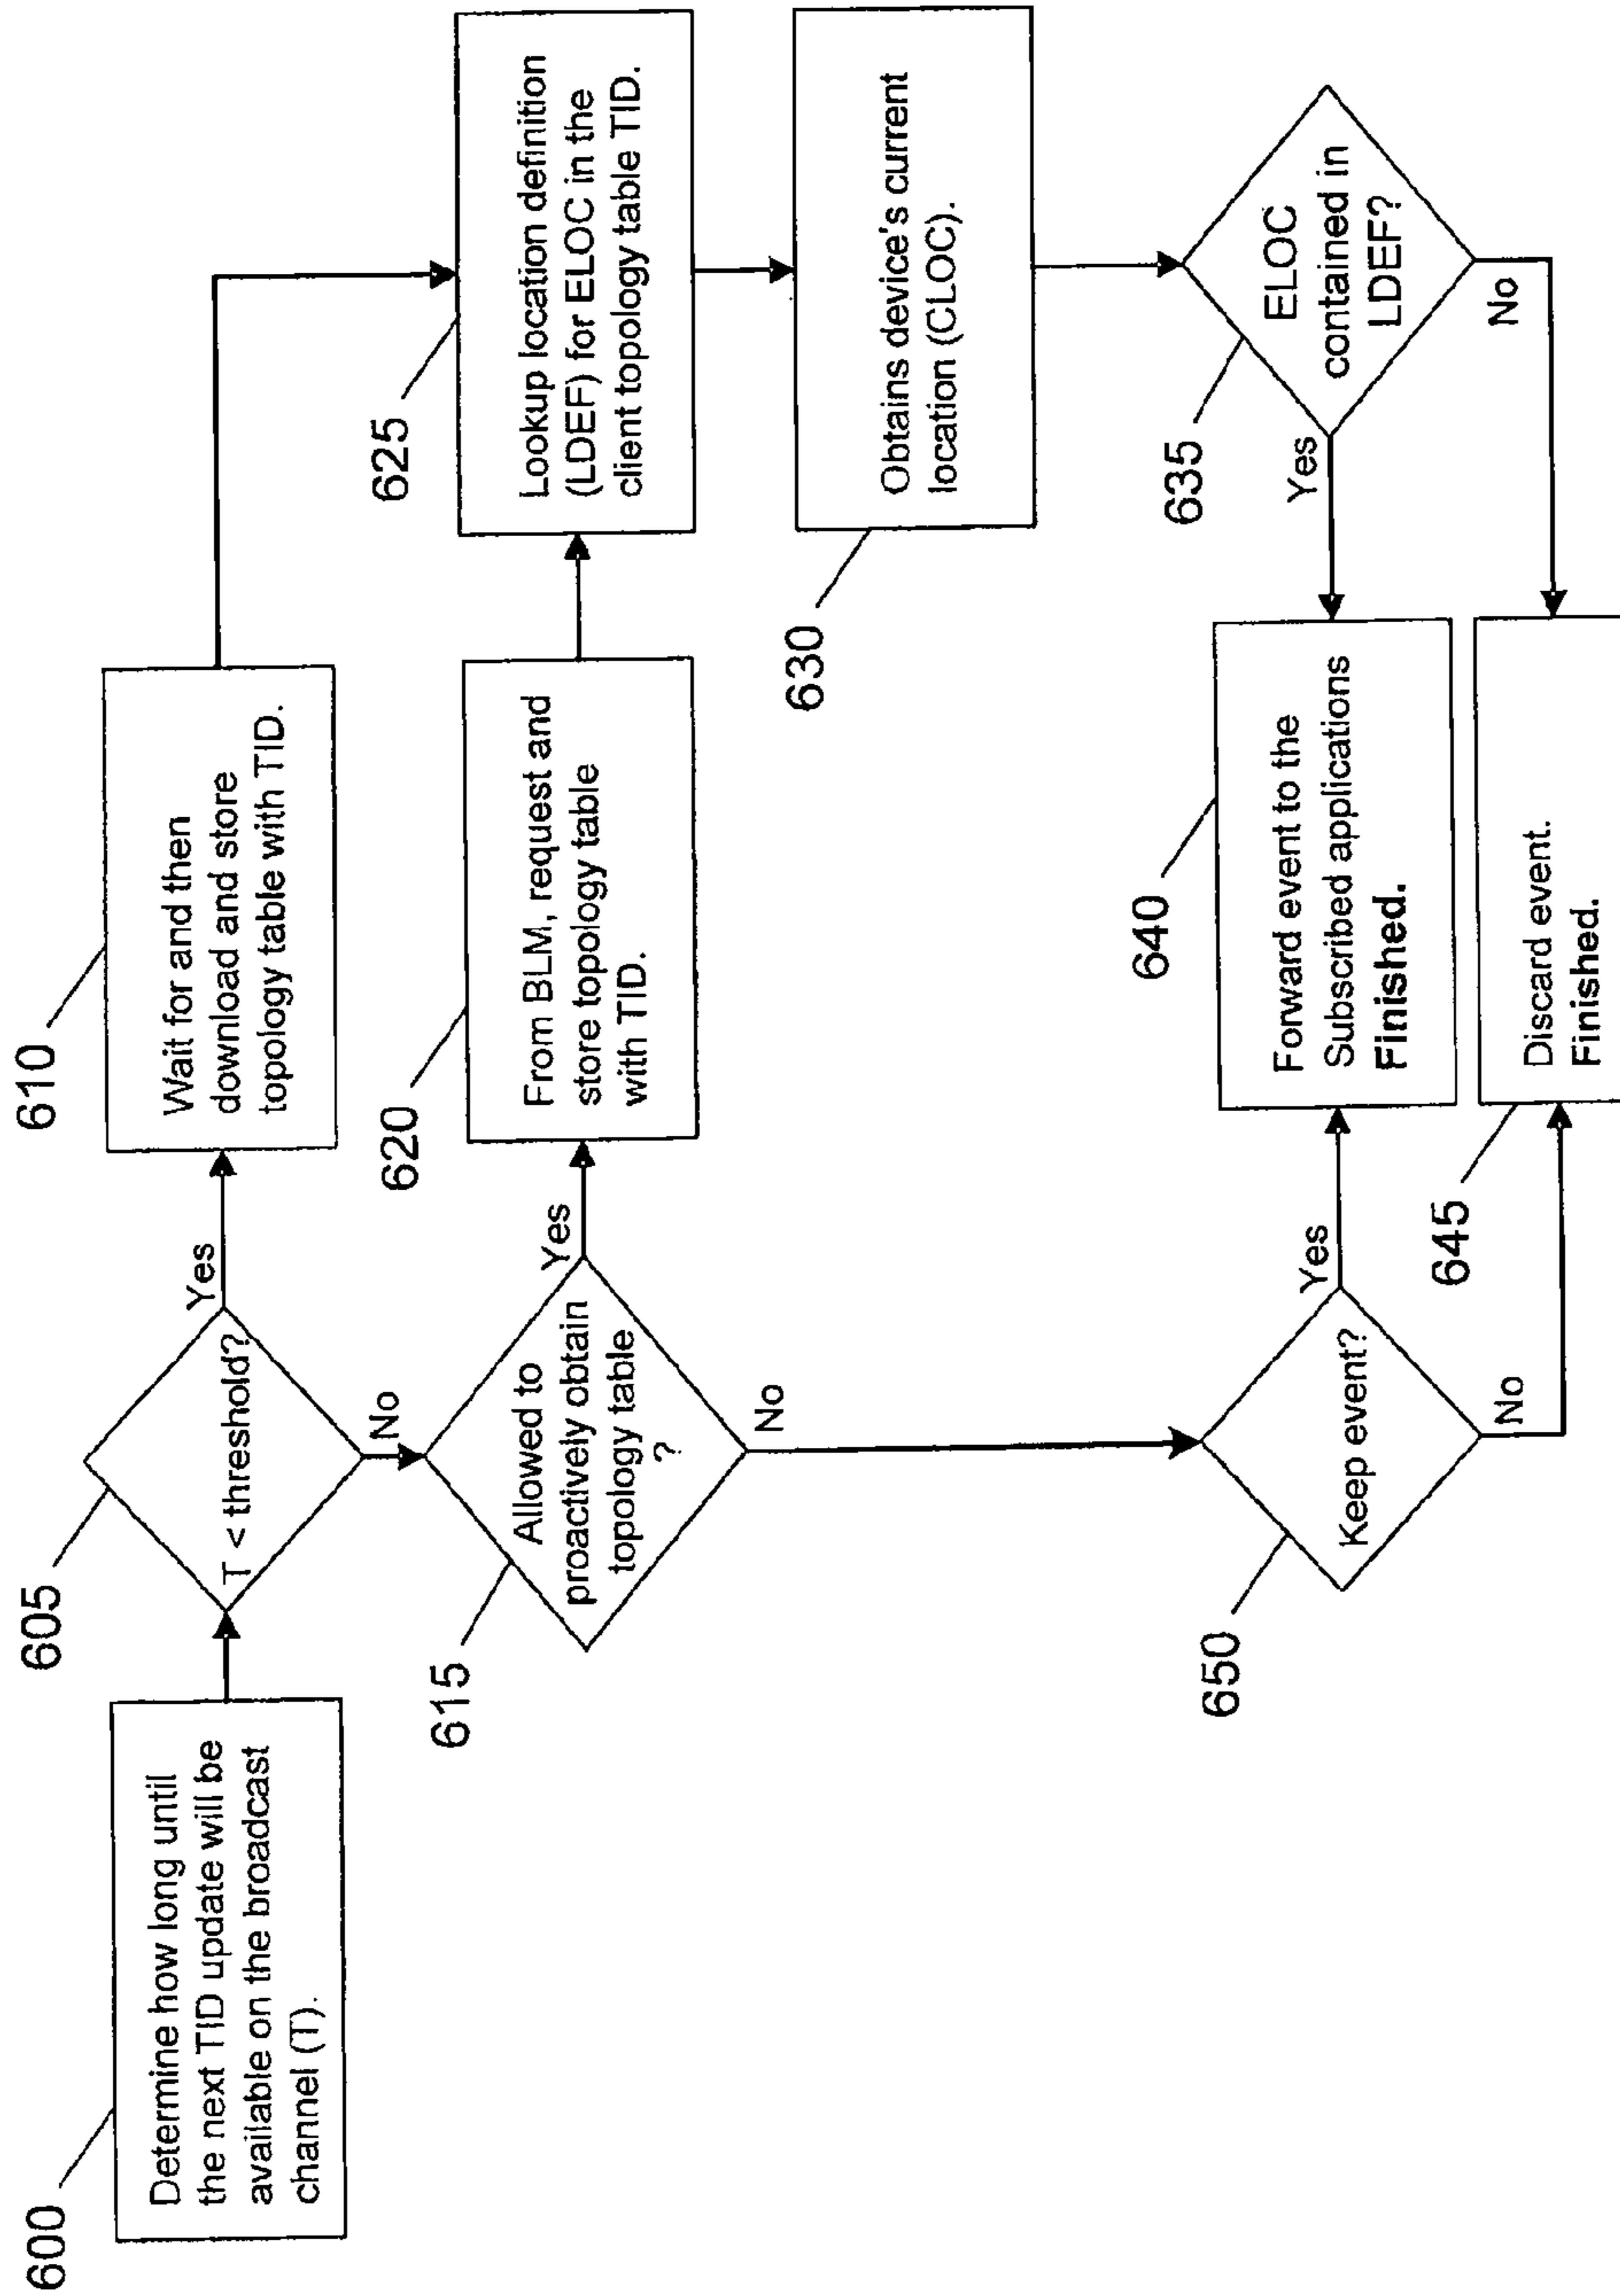 600
Determine how long until
the next TID update will be
available on the broadcast
channel (T).
605
T < threshold?
Yes
No
610
Wait for and then
download and store
topology table with TID.
615
Allowed to
proactively obtain
topology table
?
Yes
No
620
From BLM, request and
store topology table
with TID.
625
Lookup location definition
(LDEF) for ELOC in the
client topology table TID.
630
Obtains device's current
location (CLOC).
635
ELOC
contained in
LDEF?
Yes
No
640
Forward event to the
Subscribed applications
Finished.
645
Discard event.
Finished.
650
Keep event?
Yes
No